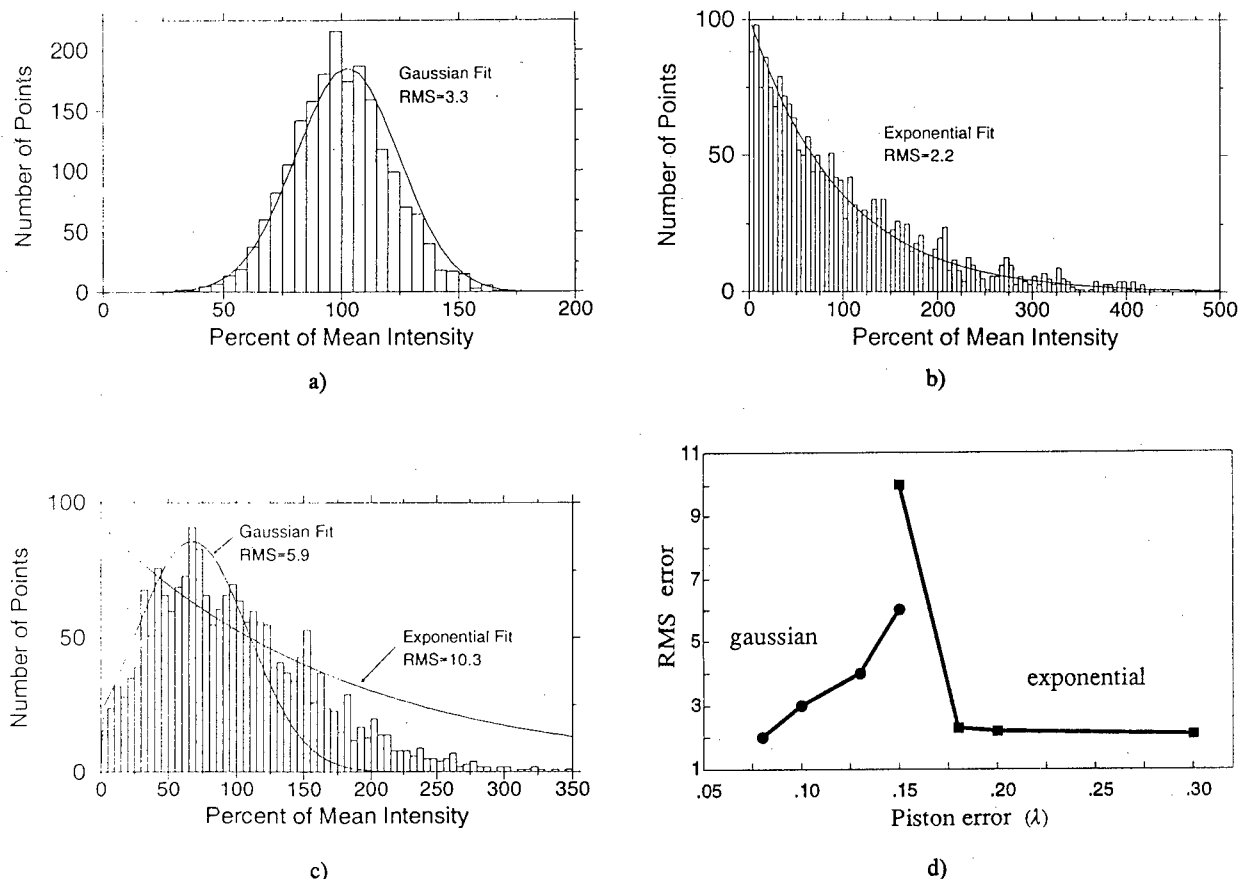 Number of Points
200
150
100
50
0
Gaussian Fit
RMS=3.3
0
50
100
150
200
Percent of Mean Intensity
a)
Number of Points
100
50
0
Exponential Fit
RMS=2.2
0
100
200
300
400
500
Percent of Mean Intensity
b)
Number of Points
100
50
0
Gaussian Fit
RMS=5.9
Exponential Fit
RMS=10.3
0
50
100
150
200
250
300
350
Percent of Mean Intensity
c)
RMS error
11
9
7
5
3
1
gaussian
exponential
.05
.10
.15
.20
.25
.30
Piston error (λ)
d)